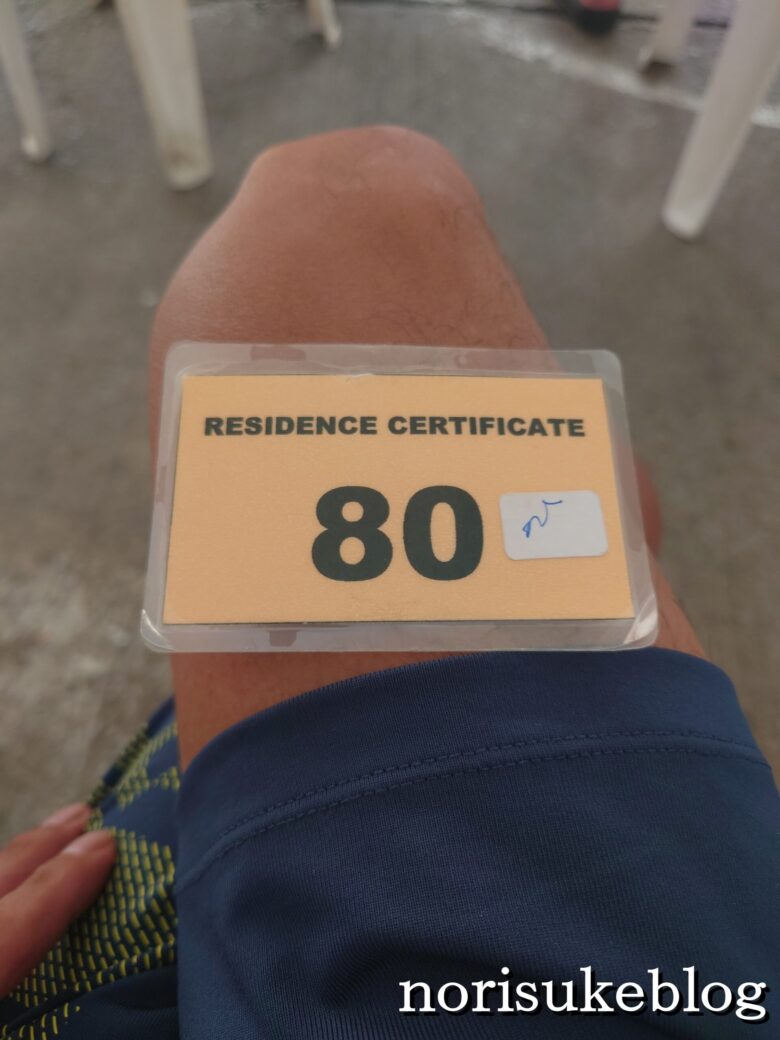 RESIDENCE CERTIFICATE
80
norisukeblog